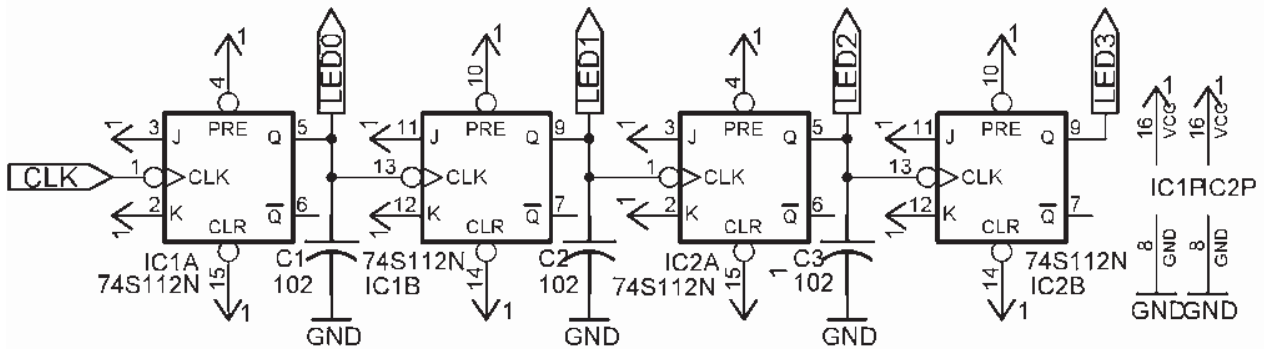 1
LED0
4
3 J PRE Q 5
1
CLK
1 CLK
2 K CLR Q 6
1
IC1A
74S112N
15
1
C1
102
GND
1
LED1
10
11 J PRE Q 9
1
13 CLK
12 K CLR Q 7
1
74S112N
IC1B
14
1
C2
102
GND
1
LED2
4
3 J PRE Q 5
1
1 CLK
2 K CLR Q 6
1
IC2A
74S112N
15
1
1
C3
102
GND
1
LED3
10
11 J PRE Q 9
1
13 CLK
12 K CLR Q 7
1
74S112N
IC2B
14
1
1
16 VCC
IC1P
8 GND
GND
1
16 VCC
IC2P
8 GND
GND